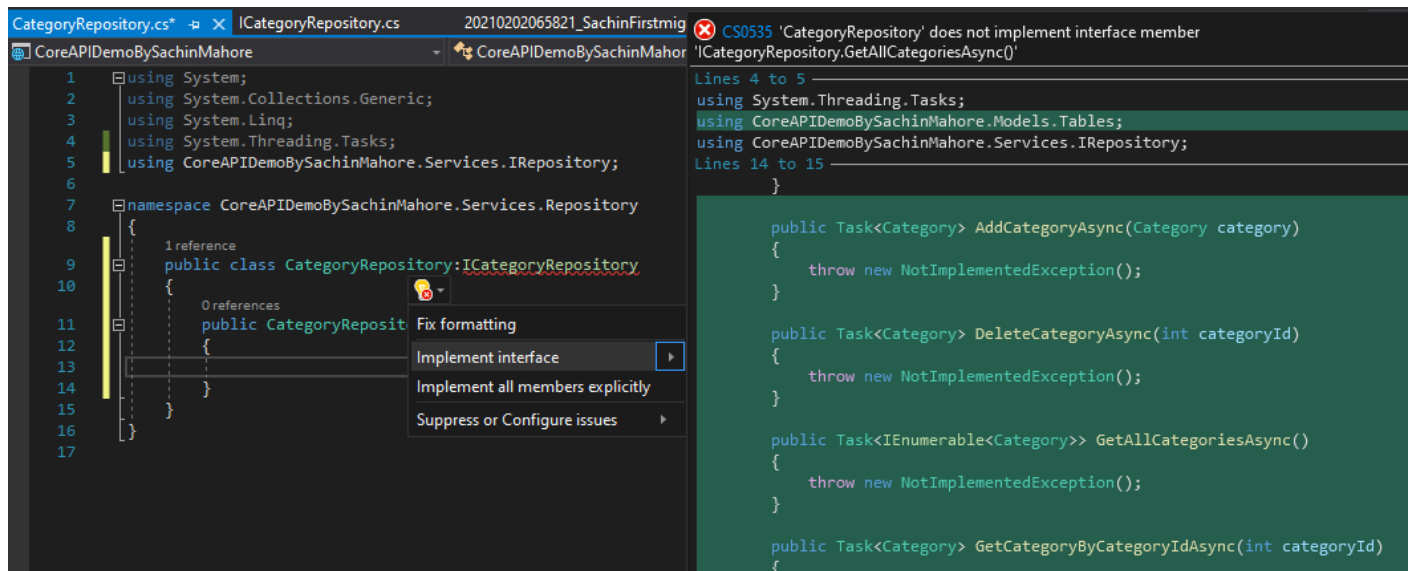 CategoryRepository.cs*
ICategoryRepository.cs
20210202065821_SachinFirstmig
CoreAPIDemoBySachinMahore
CoreAPIDemoBySachinMahor
1 using System;
2 using System.Collections.Generic;
3 using System.Linq;
4 using System.Threading.Tasks;
5 using CoreAPIDemoBySachinMahore.Services.IRepository;
6
7 namespace CoreAPIDemoBySachinMahore.Services.Repository
8 {
1 reference
9 public class CategoryRepository:ICategoryRepository
10 {
0 references
11 public CategoryReposit
12 {
13
14 }
15 }
16 }
17
Fix formatting
Implement interface
Implement all members explicitly
Suppress or Configure issues
CS0535 'CategoryRepository' does not implement interface member
'ICategoryRepository.GetAllCategoriesAsync()'
Lines 4 to 5
using System.Threading.Tasks;
using CoreAPIDemoBySachinMahore.Models.Tables;
using CoreAPIDemoBySachinMahore.Services.IRepository;
Lines 14 to 15
}
public Task<Category> AddCategoryAsync(Category category)
{
throw new NotImplementedException();
}
public Task<Category> DeleteCategoryAsync(int categoryId)
{
throw new NotImplementedException();
}
public Task<IEnumerable<Category>> GetAllCategoriesAsync()
{
throw new NotImplementedException();
}
public Task<Category> GetCategoryByCategoryIdAsync(int categoryId)
{